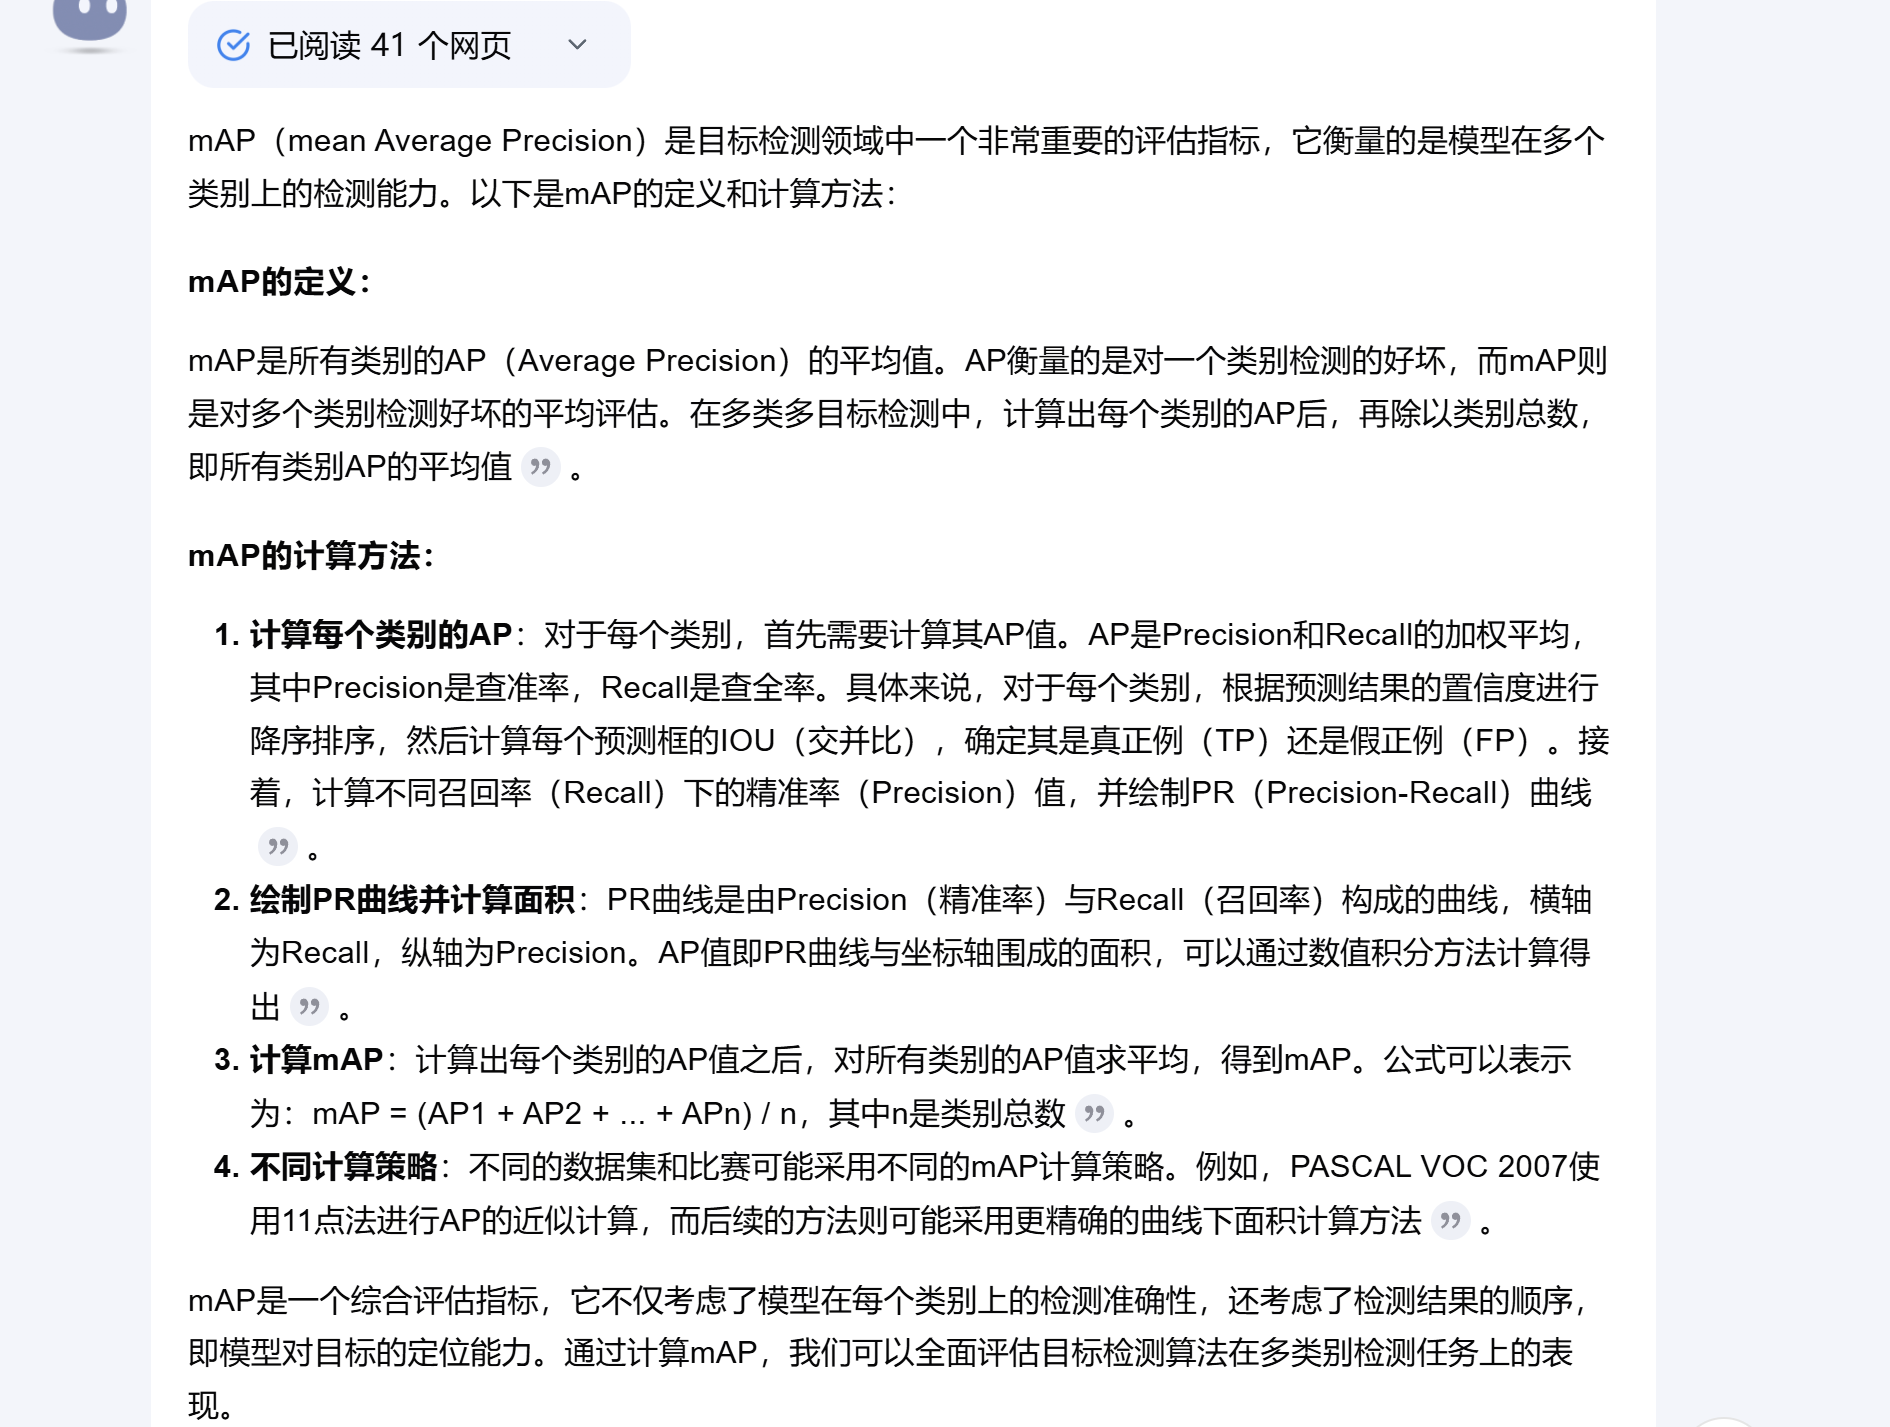 已阅读 41 个网页
mAP（mean Average Precision）是目标检测领域中一个非常重要的评估指标，它衡量的是模型在多个
类别上的检测能力。以下是mAP的定义和计算方法：
mAP的定义：
mAP是所有类别的AP（Average Precision）的平均值。AP衡量的是对一个类别检测的好坏，而mAP则
是对多个类别检测好坏的平均评估。在多类多目标检测中，计算出每个类别的AP后，再除以类别总数，
即所有类别AP的平均值 ” 。
mAP的计算方法：
1. 计算每个类别的AP：对于每个类别，首先需要计算其AP值。AP是Precision和Recall的加权平均，
其中Precision是查准率，Recall是查全率。具体来说，对于每个类别，根据预测结果的置信度进行
降序排序，然后计算每个预测框的IOU（交并比），确定其是真正例（TP）还是假正例（FP）。接
着，计算不同召回率（Recall）下的精准率（Precision）值，并绘制PR（Precision-Recall）曲线
” 。
2. 绘制PR曲线并计算面积：PR曲线是由Precision（精准率）与Recall（召回率）构成的曲线，横轴
为Recall，纵轴为Precision。AP值即PR曲线与坐标轴围成的面积，可以通过数值积分方法计算得
出 ” 。
3. 计算mAP：计算出每个类别的AP值之后，对所有类别的AP值求平均，得到mAP。公式可以表示
为：mAP = (AP1 + AP2 + ... + APn) / n，其中n是类别总数 ” 。
4. 不同计算策略：不同的数据集和比赛可能采用不同的mAP计算策略。例如，PASCAL VOC 2007使
用11点法进行AP的近似计算，而后续的方法则可能采用更精确的曲线下面积计算方法 ” 。
mAP是一个综合评估指标，它不仅考虑了模型在每个类别上的检测准确性，还考虑了检测结果的顺序，
即模型对目标的定位能力。通过计算mAP，我们可以全面评估目标检测算法在多类别检测任务上的表
现。